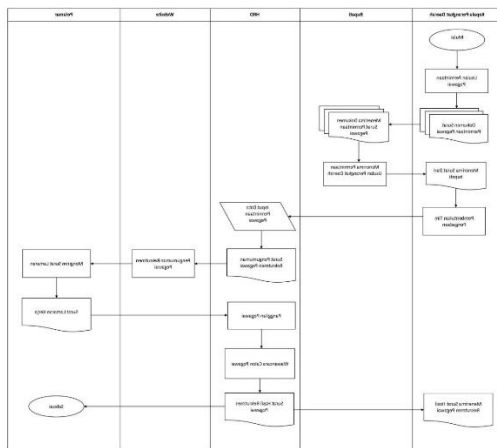 Kepala Perangkat Daerah
Bupati
HRD
Website
Pelamar
Mulai
Usulan Permintaan
Pegawai
Dokumen Surat
Permintaan Pegawai
Menerima Dokumen
Surat Permintaan
Pegawai
Menerima Permintaan
Usulan Perangkat Daerah
Menerima Surat Dari
Bupati
Pembentukan Tim
Pengadaan
Input Data
Permintaan
Pegawai
Surat Pengumuman
Rekrutmen Pegawai
Pengumuman Rekrutmen
Pegawai
Mengirim Surat Lamaran
Surat Lamaran Kerja
Panggilan Pegawai
Wawancara Calon Pegawai
Surat Hasil Rekrutmen
Pegawai
Menerima Surat Hasil
Rekrutmen Pegawai
Selesai